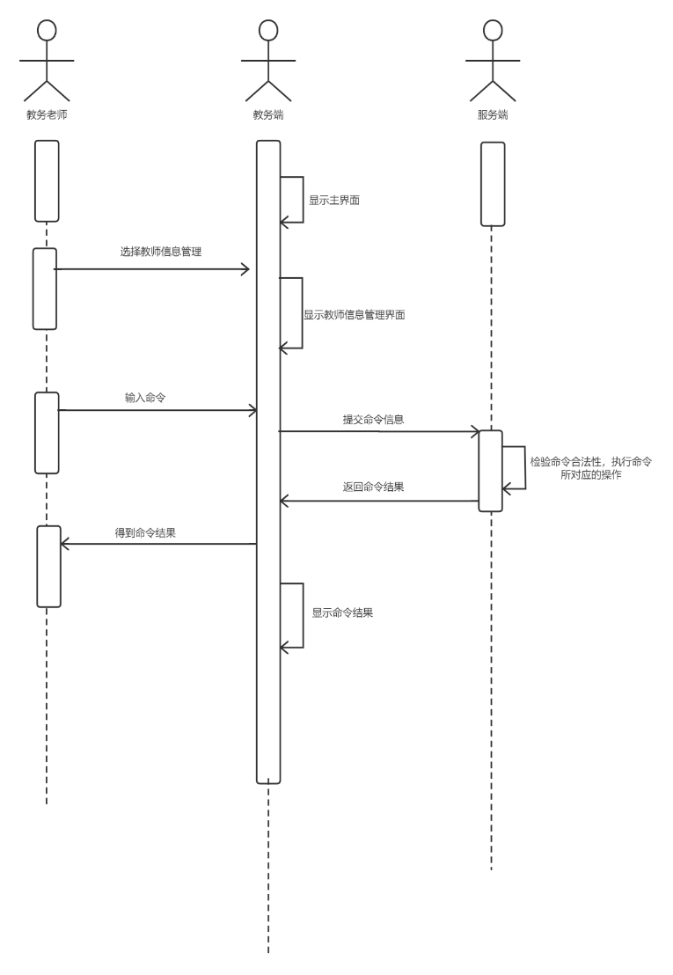 教务老师
教务端
服务端
显示主界面
选择教师信息管理
显示教师信息管理界面
输入命令
提交命令信息
检验命令合法性，执行命令
所对应的操作
返回命令结果
得到命令结果
显示命令结果